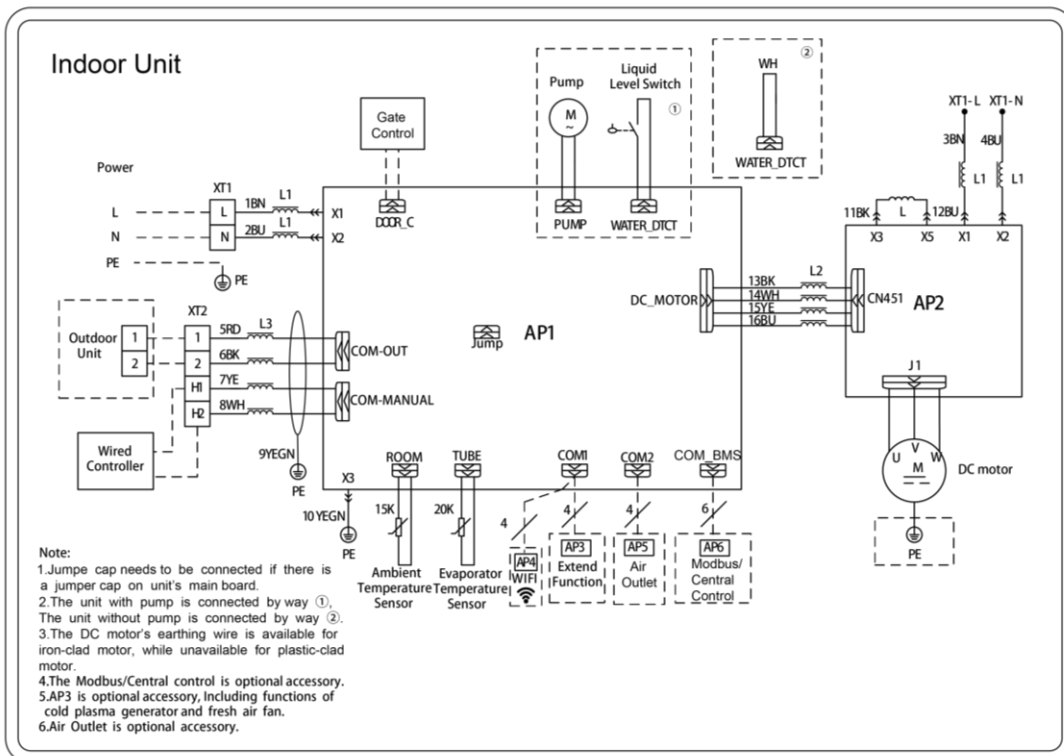 Indoor Unit
Power
L
N
PE
XT1
L
N
1BN
L1
2BU
L1
X1
X2
PE
Gate
Control
DOOR_C
Pump
M
~
PUMP
Liquid
Level Switch
①
WATER_DTCT
②
WH
WATER_DTCT
XT1-L
XT1-N
3BN
4BU
L1
L1
11BK
L
12BU
X3
X5
X1
X2
AP2
CN451
J1
U
V
W
M
DC motor
PE
DC_MOTOR
13BK
14WH
15YE
16BU
L2
AP1
Jump
Outdoor
Unit
1
2
XT2
1
2
H1
H2
5RD
L3
6BK
7YE
8WH
COM-OUT
COM-MANUAL
Wired
Controller
9YEGN
PE
X3
10 YEGN
PE
ROOM
15K
Ambient
Temperature
Sensor
TUBE
20K
Evaporator
Temperature
Sensor
COM1
4
AP4
WIFI
4
AP3
Extend
Function
COM2
4
AP5
Air
Outlet
COM_BMS
6
AP6
Modbus/
Central
Control
Note:
1.Jumpe cap needs to be connected if there is
a jumper cap on unit's main board.
2.The unit with pump is connected by way ①,
The unit without pump is connected by way ②.
3.The DC motor's earthing wire is available for
iron-clad motor, while unavailable for plastic-clad
motor.
4.The Modbus/Central control is optional accessory.
5.AP3 is optional accessory, Including functions of
cold plasma generator and fresh air fan.
6.Air Outlet is optional accessory.